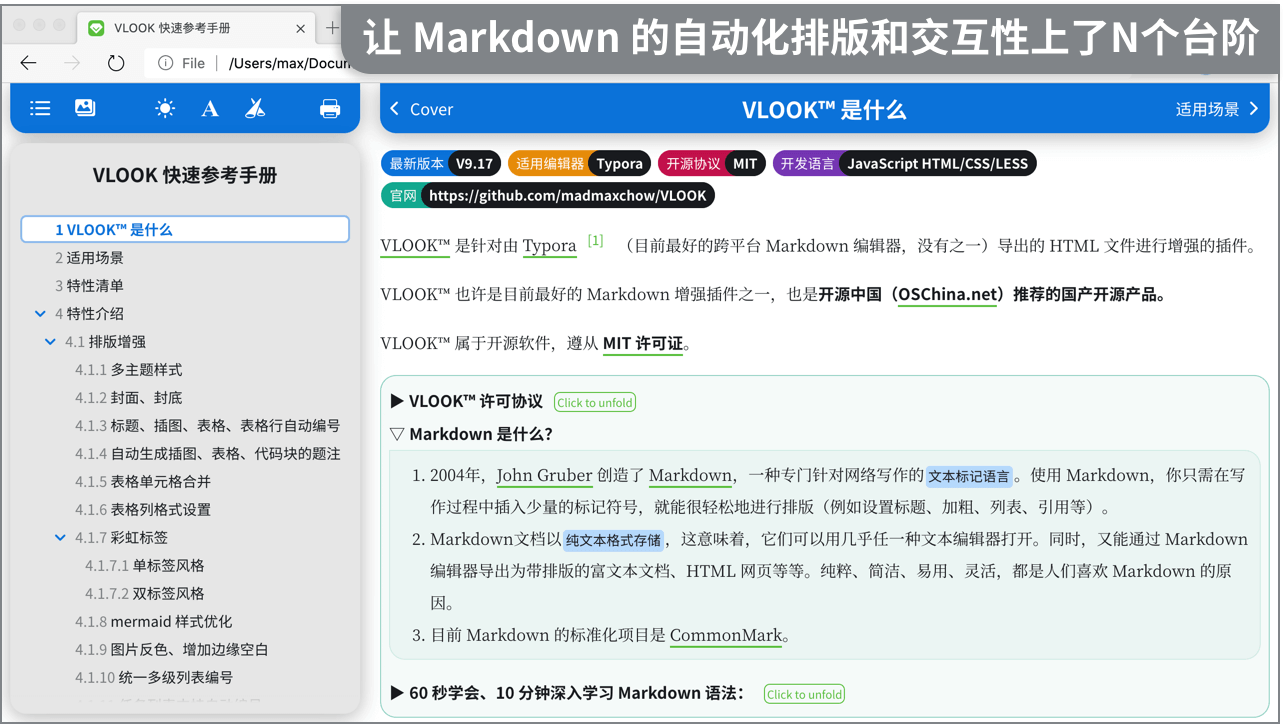 VLOOK 快速参考手册
让 Markdown 的自动化排版和交互性上了N个台阶
File
/Users/max/Docun
VLOOK 快速参考手册
1 VLOOK™ 是什么
2 适用场景
3 特性清单
4 特性介绍
4.1 排版增强
4.1.1 多主题样式
4.1.2 封面、封底
4.1.3 标题、插图、表格、表格行自动编号
4.1.4 自动生成插图、表格、代码块的题注
4.1.5 表格单元格合并
4.1.6 表格列格式设置
4.1.7 彩虹标签
4.1.7.1 单标签风格
4.1.7.2 双标签风格
4.1.8 mermaid 样式优化
4.1.9 图片反色、增加边缘空白
4.1.10 统一多级列表编号
Cover
VLOOK™ 是什么
适用场景
最新版本 V9.17 适用编辑器 Typora 开源协议 MIT 开发语言 JavaScript HTML/CSS/LESS
官网 https://github.com/madmaxchow/VLOOK
VLOOK™ 是针对由 Typora [1] （目前最好的跨平台 Markdown 编辑器，没有之一）导出的 HTML 文件进行增强的插件。
VLOOK™ 也许是目前最好的 Markdown 增强插件之一，也是开源中国（OSChina.net）推荐的国产开源产品。
VLOOK™ 属于开源软件，遵从 MIT 许可证。
▶ VLOOK™ 许可协议 Click to unfold
▽ Markdown 是什么？
1. 2004年，John Gruber 创造了 Markdown，一种专门针对网络写作的 文本标记语言 。使用 Markdown，你只需在写
作过程中插入少量的标记符号，就能很轻松地进行排版（例如设置标题、加粗、列表、引用等）。
2. Markdown文档以 纯文本格式存储 ，这意味着，它们可以用几乎任一种文本编辑器打开。同时，又能通过 Markdown
编辑器导出为带排版的富文本文档、HTML 网页等等。纯粹、简洁、易用、灵活，都是人们喜欢 Markdown 的原
因。
3. 目前 Markdown 的标准化项目是 CommonMark。
▶ 60 秒学会、10 分钟深入学习 Markdown 语法： Click to unfold